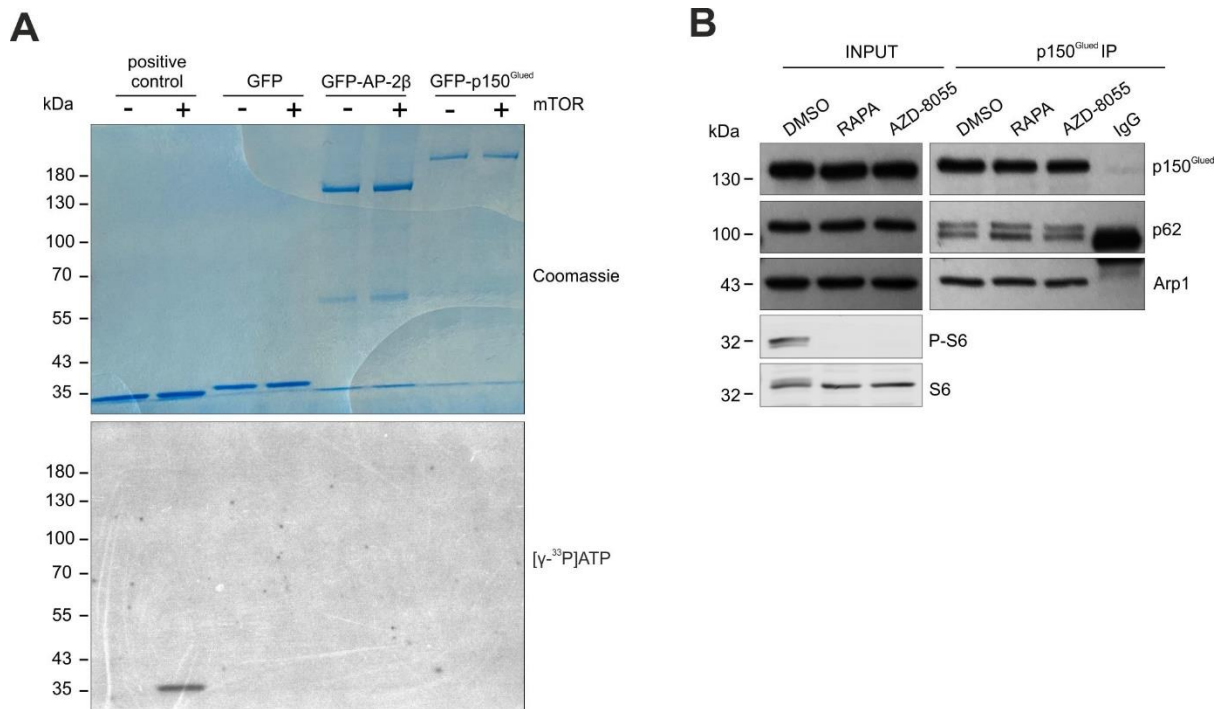 A
positive control GFP GFP-AP-2β GFP-p150Glued
kDa - + - + - + - + mTOR
180
130
100
70
55
43
35
Coomassie
180
130
100
70
55
43
35
[γ-33P]ATP
B
INPUT p150Glued IP
kDa DMSO RAPA AZD-8055 DMSO RAPA AZD-8055 IgG
130 p150Glued
100 p62
43 Arp1
32 P-S6
32 S6